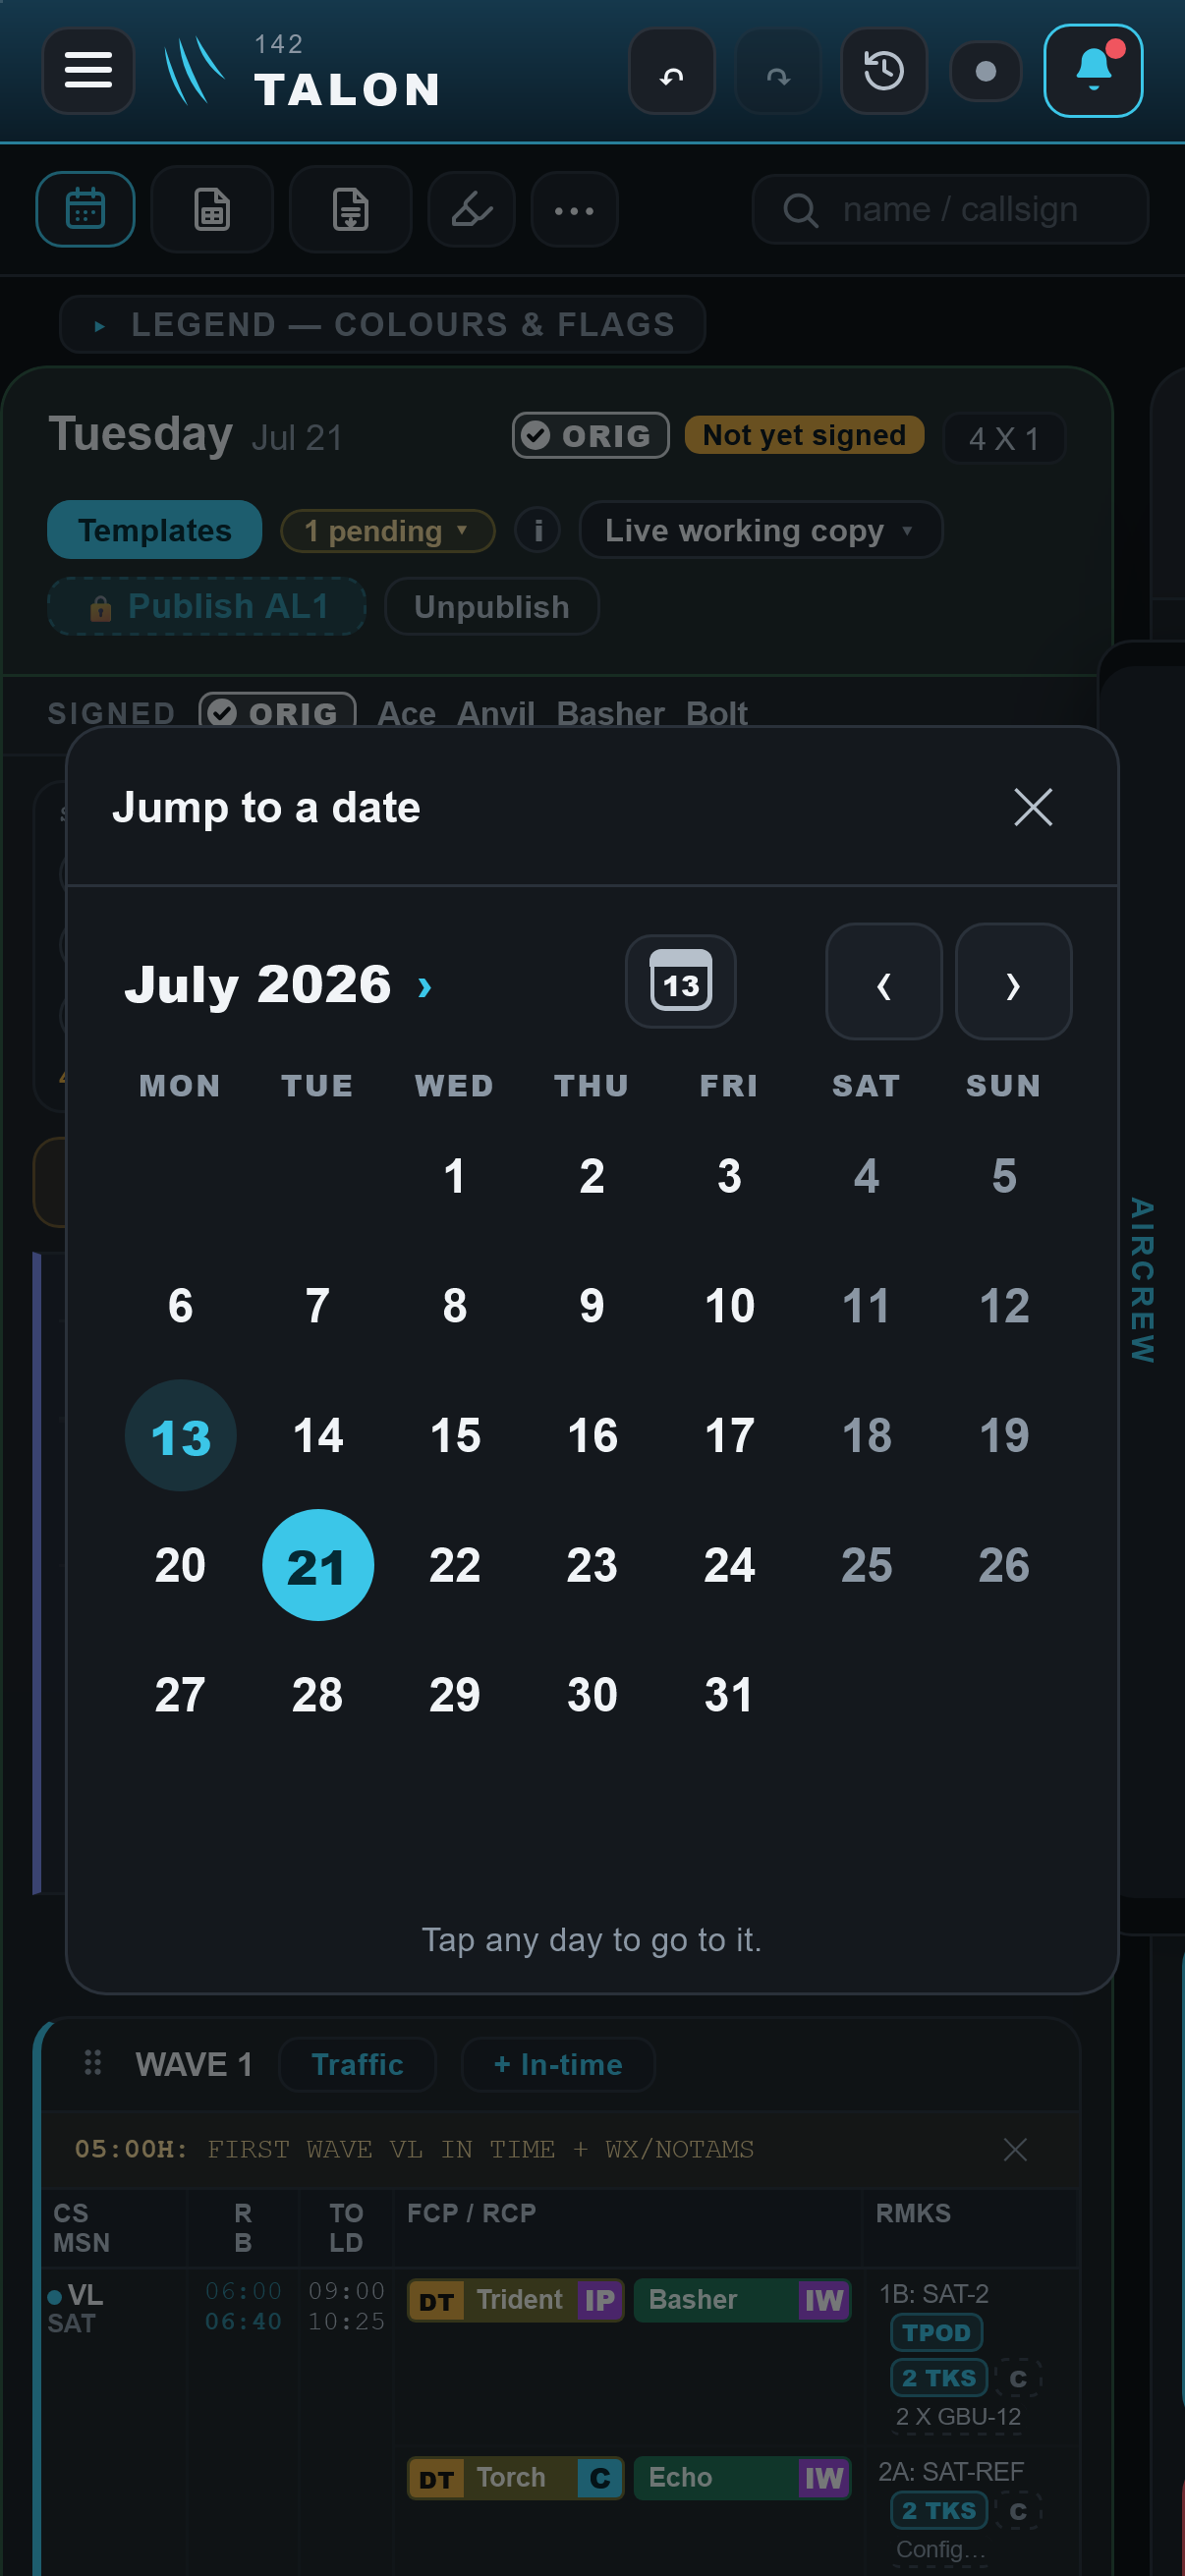 142
TALON
name / callsign
▸ LEGEND — COLOURS & FLAGS
Tuesday Jul 21 ORIG Not yet signed 4 X 1
Templates 1 pending ▾ i Live working copy ▾
Publish AL1 Unpublish
SIGNED ORIG Ace Anvil Basher Bolt
Jump to a date
July 2026 › 13 ‹ ›
MON TUE WED THU FRI SAT SUN
1 2 3 4 5
6 7 8 9 10 11 12
13 14 15 16 17 18 19
20 21 22 23 24 25 26
27 28 29 30 31
Tap any day to go to it.
AIRCREW
WAVE 1 Traffic + In-time
05:00H: FIRST WAVE VL IN TIME + WX/NOTAMS
CS R TO FCP / RCP RMKS
MSN B LD
VL 06:00 09:00 DT Trident IP Basher IW 1B: SAT-2
SAT 06:40 10:25
TPOD
2 TKS C
2 X GBU-12
DT Torch C Echo IW 2A: SAT-REF
2 TKS C
Config...